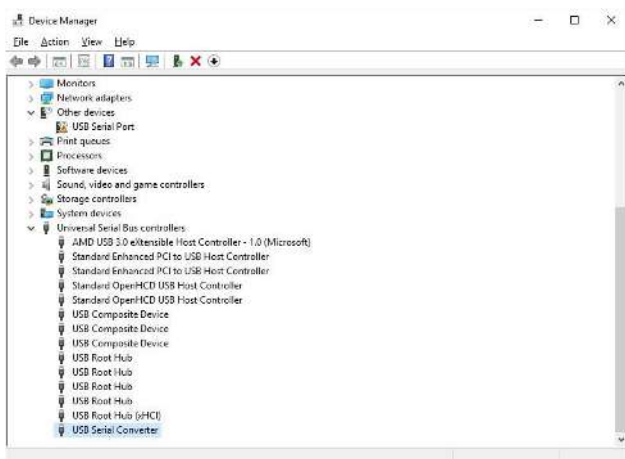 Device Manager
File Action View Help
Monitors
Network adapters
Other devices
USB Serial Port
Print queues
Processors
Software devices
Sound, video and game controllers
Storage controllers
System devices
Universal Serial Bus controllers
AMD USB 3.0 eXtensible Host Controller - 1.0 (Microsoft)
Standard Enhanced PCI to USB Host Controller
Standard Enhanced PCI to USB Host Controller
Standard OpenHCD USB Host Controller
Standard OpenHCD USB Host Controller
USB Composite Device
USB Composite Device
USB Composite Device
USB Root Hub
USB Root Hub
USB Root Hub
USB Root Hub
USB Root Hub (xHCI)
USB Serial Converter